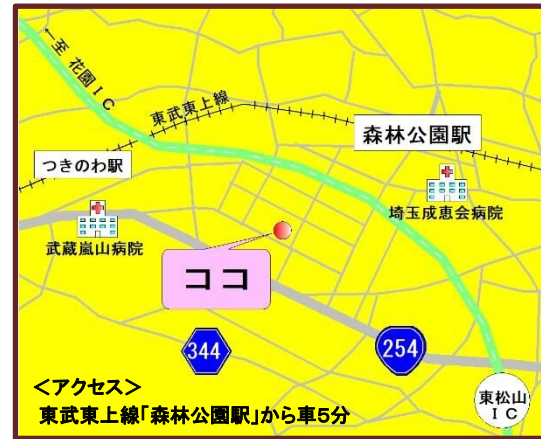 ←至 花園ＩＣ
東武東上線
森林公園駅
つきのわ駅
埼玉成恵会病院
武蔵嵐山病院
ココ
344
254
東松山
ＩＣ
＜アクセス＞
東武東上線｢森林公園駅｣から車5分